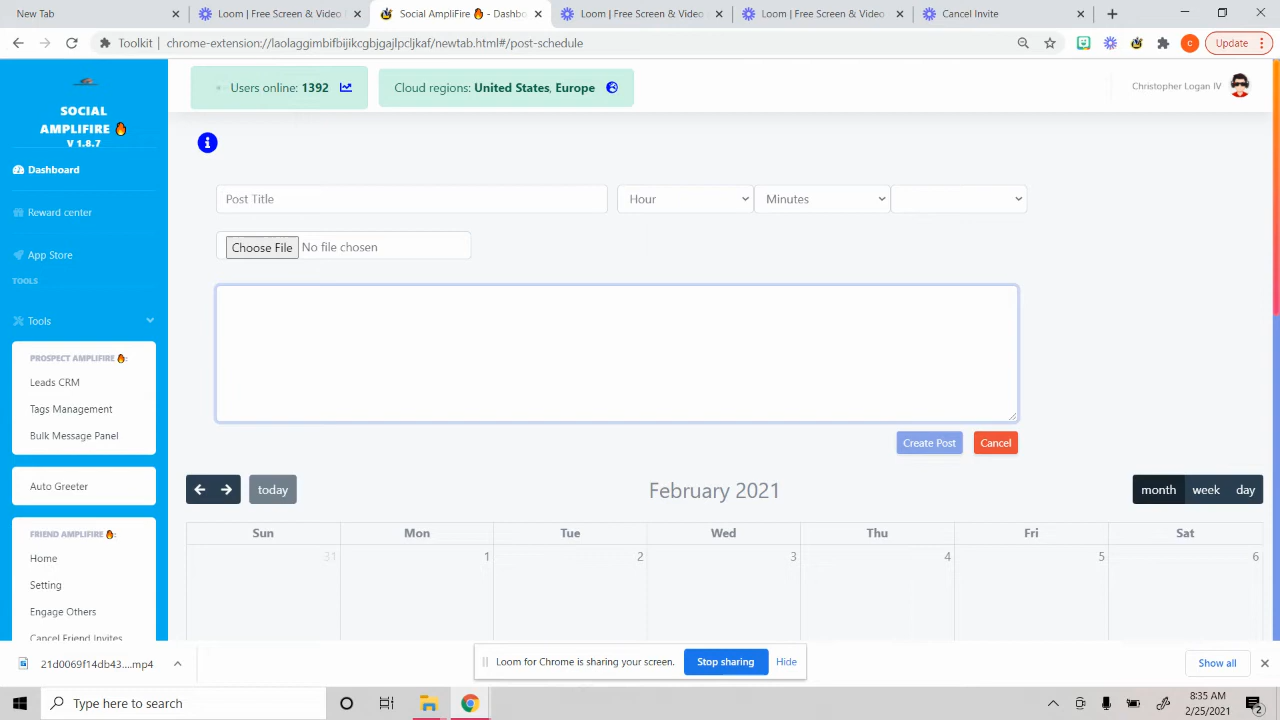 Loom | Free Screen & Video
Social Amplifire 🔥 - Dashbo
Loom | Free Screen & Video
Loom | Free Screen & Video
Cancel Invite
Toolkit | chrome-extension://laolaggimbifbijikcgbjpejlpcljkaf/newtab.html#/post-schedule
C
Update
SOCIAL
AMPLIFIRE 🔥
V 1.8.7
Users online: 1392
Cloud regions: United States, Europe
Christopher Logan IV
Dashboard
Reward center
App Store
TOOLS
Tools
PROSPECT AMPLIFIRE 🔥:
Leads CRM
Tags Management
Bulk Message Panel
Auto Greeter
FRIEND AMPLIFIRE 🔥:
Home
Setting
Engage Others
Cancel Friend Invites
Post Title
Hour
Minutes
Choose File No file chosen
Create Post
Cancel
today
February 2021
month week day
Sun Mon Tue Wed Thu Fri Sat
31 1 2 3 4 5 6
21d0069f14db43....mp4
Loom for Chrome is sharing your screen.
Stop sharing
Hide
Show all
Type here to search
8:35 AM
2/25/2021
2